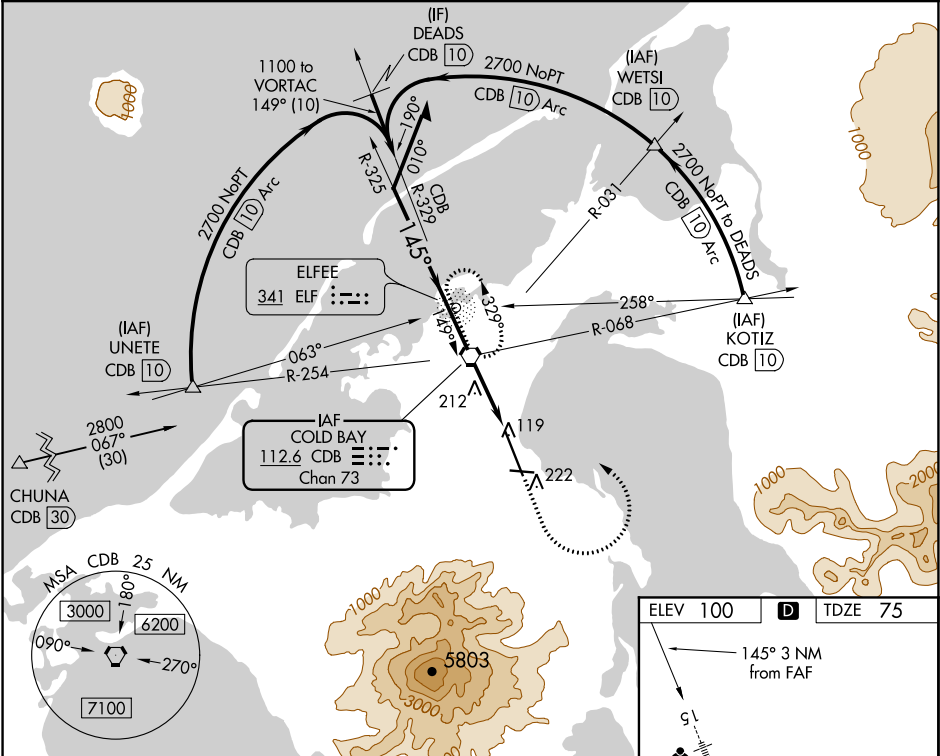 (IF)
DEADS
CDB 10
1100 to
VORTAC
149° (10)
2700 NoPT
CDB 10 Arc
(IAF)
WETSI
CDB 10
1000
1000
190°
010°
R-325
CDB
R-329
2700 NoPT
CDB 10 Arc
R-031
2700 NoPT to DEADS
CDB 10 Arc
145°
ELFEE
341 ELF
329°
149°
258°
R-068
(IAF)
KOTIZ
CDB 10
(IAF)
UNETE
CDB 10
063°
R-254
212
119
222
IAF
COLD BAY
112.6 CDB
Chan 73
2800
067°
(30)
CHUNA
CDB 30
1000
2000
MSA CDB 25 NM
180°
3000
6200
090°
270°
7100
1000
5803
3000
ELEV 100
D
TDZE 75
145° 3 NM
from FAF
15